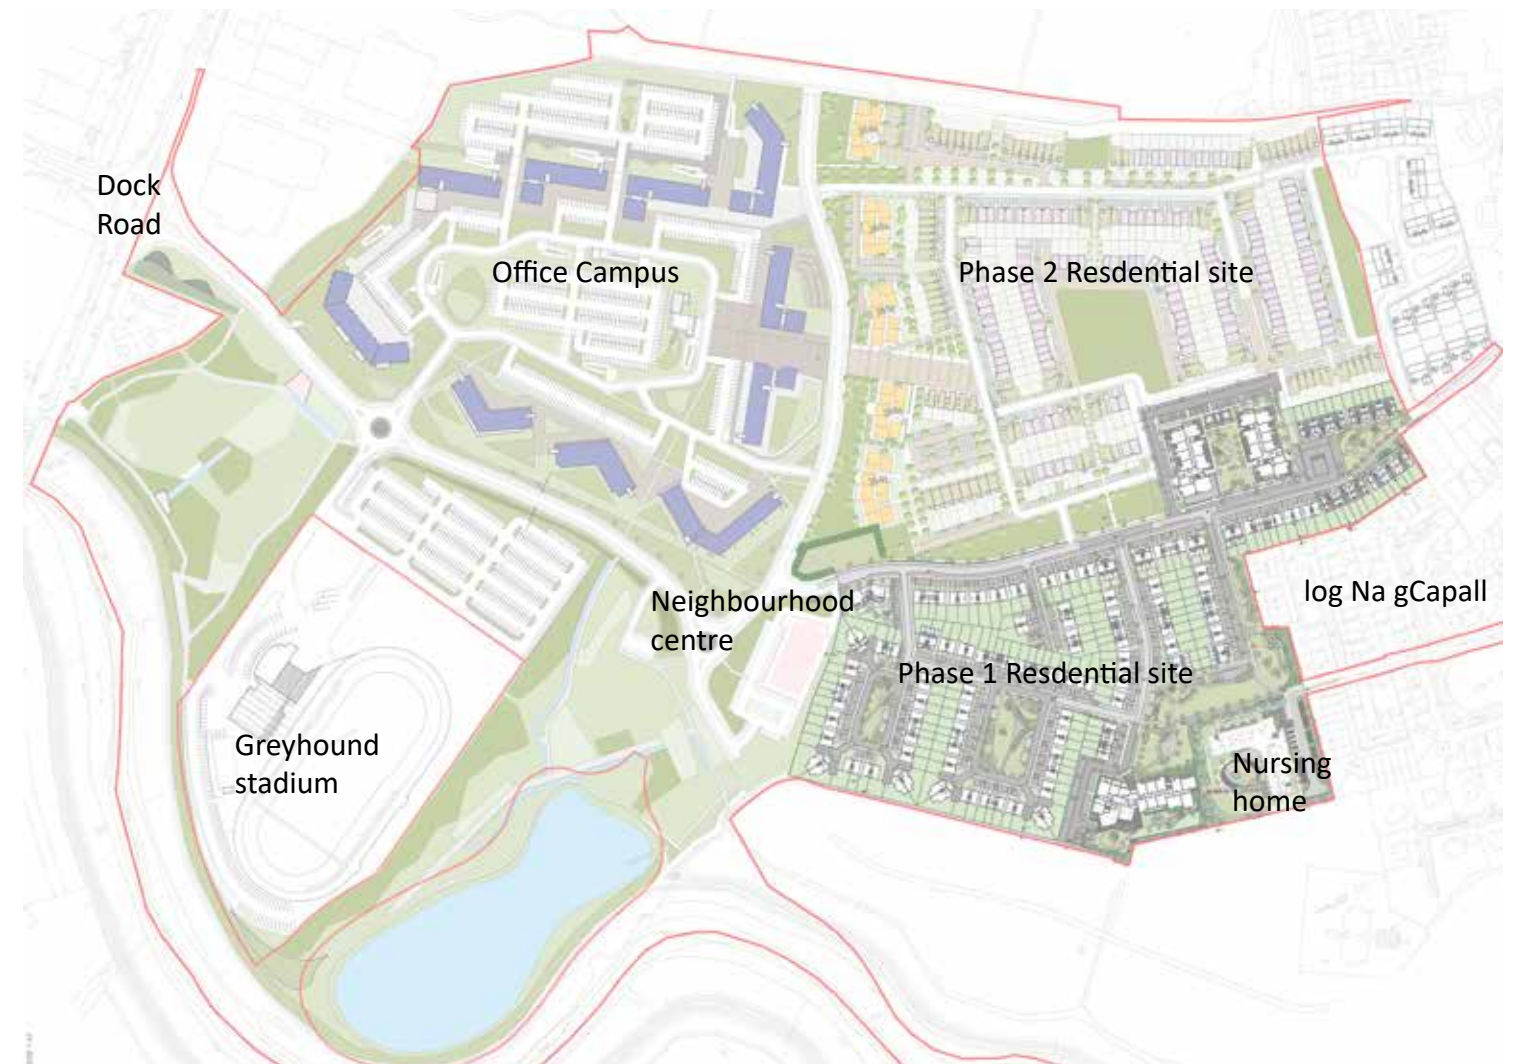 Dock
Road
Office Campus
Phase 2 Resdential site
log Na gCapall
Neighbourhood
centre
Phase 1 Resdential site
Greyhound
stadium
Nursing
home